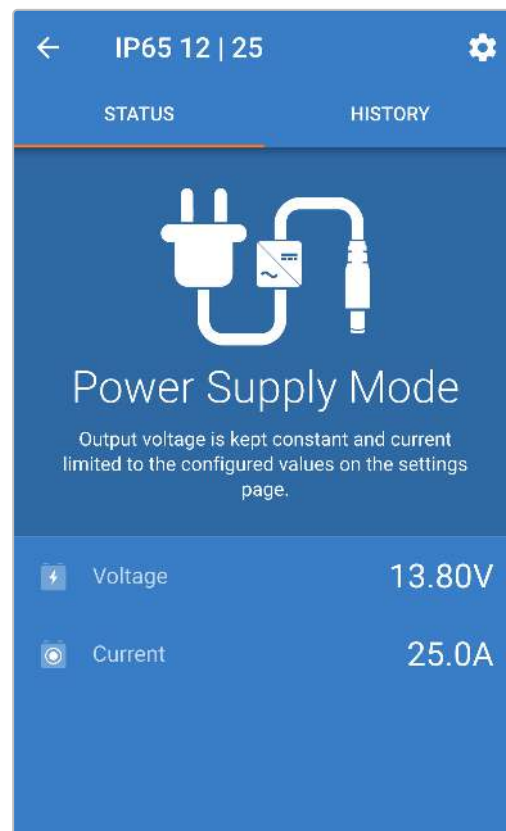 IP65 12 | 25
STATUS
HISTORY
Power Supply Mode
Output voltage is kept constant and current
limited to the configured values on the settings
page.
Voltage
13.80V
Current
25.0A